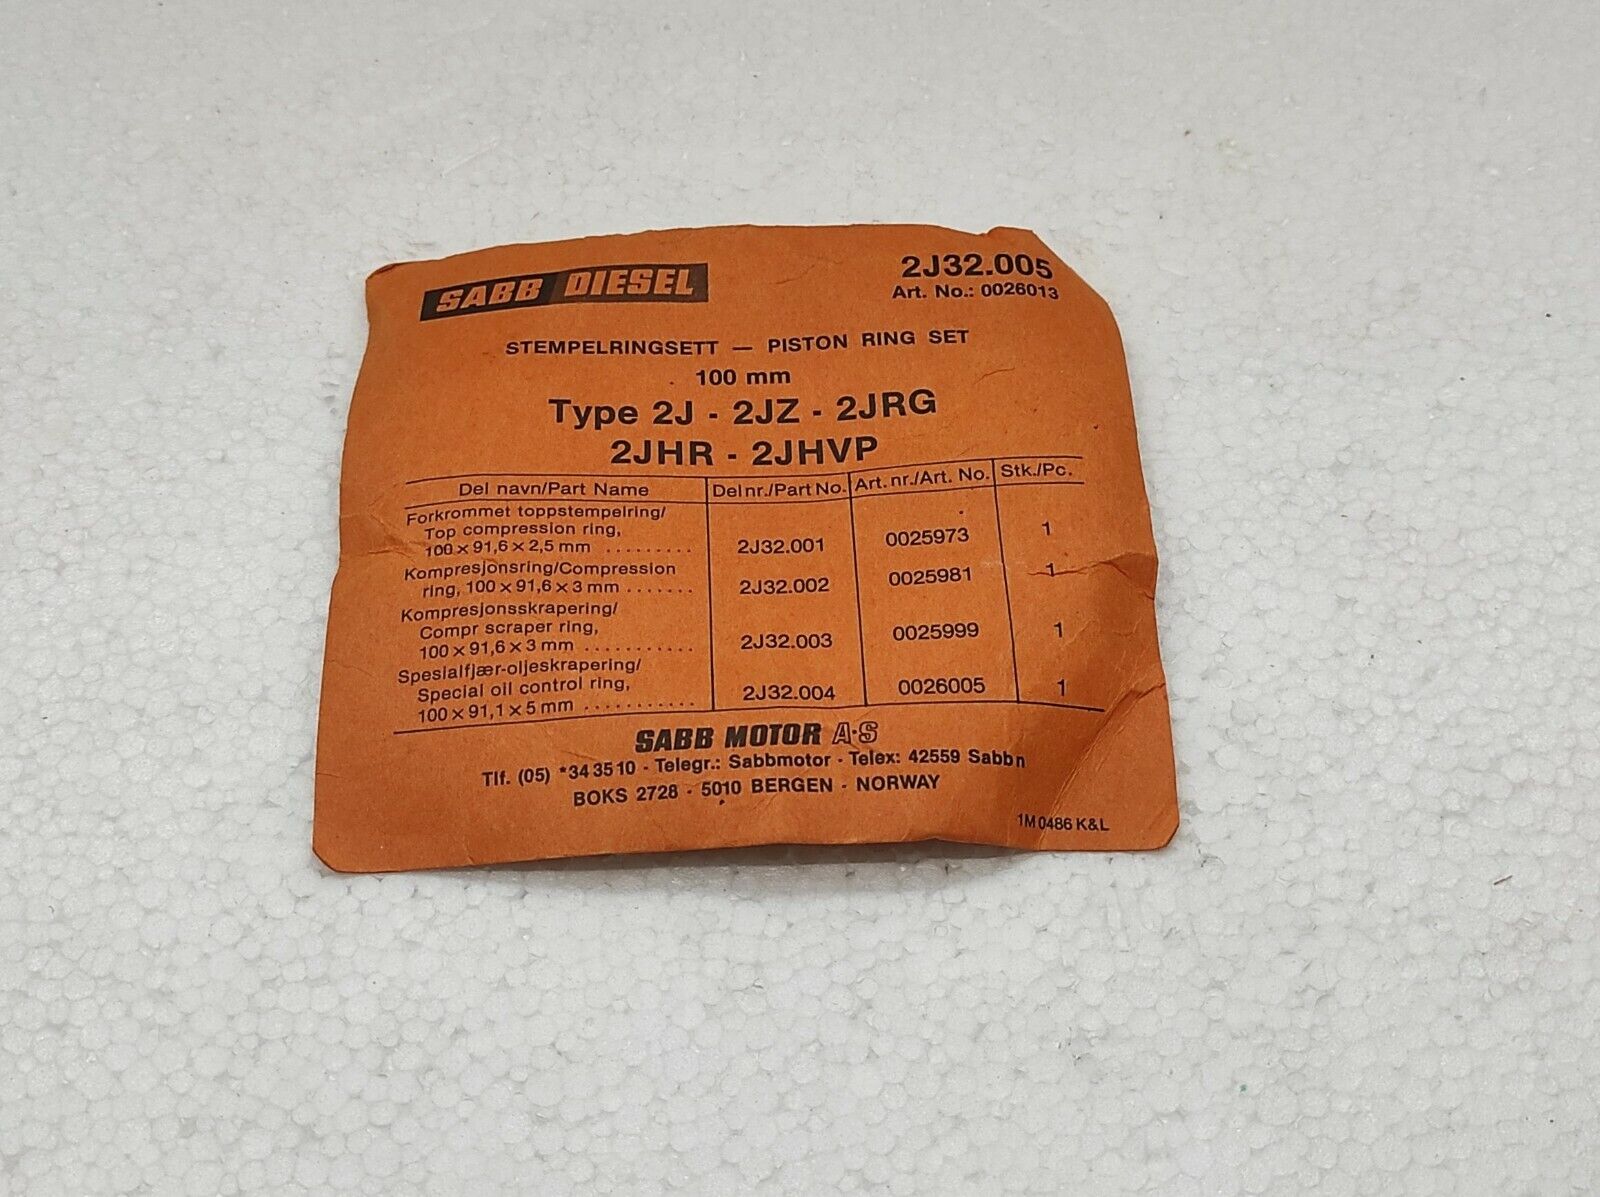 SABB DIESEL
2J32.005
Art. No.: 0026013
STEMPELRINGSETT — PISTON RING SET
100 mm
Type 2J - 2JZ - 2JRG
2JHR - 2JHVP
Del navn/Part Name Del nr./Part No. Art. nr./Art. No. Stk./Pc.
Forkrommet toppstempelring/
Top compression ring,
100 × 91,6 × 2,5 mm .......... 2J32.001 0025973 1
Kompresjonsring/Compression
ring, 100 × 91,6 × 3 mm ....... 2J32.002 0025981 1
Kompresjonsskrapering/
Compr scraper ring,
100 × 91,6 × 3 mm ........... 2J32.003 0025999 1
Spesialfjær-oljeskrapering/
Special oil control ring,
100 × 91,1 × 5 mm ........... 2J32.004 0026005 1
SABB MOTOR A·S
Tlf. (05) *34 35 10 - Telegr.: Sabbmotor - Telex: 42559 Sabb n
BOKS 2728 - 5010 BERGEN - NORWAY
1M 0486 K&L